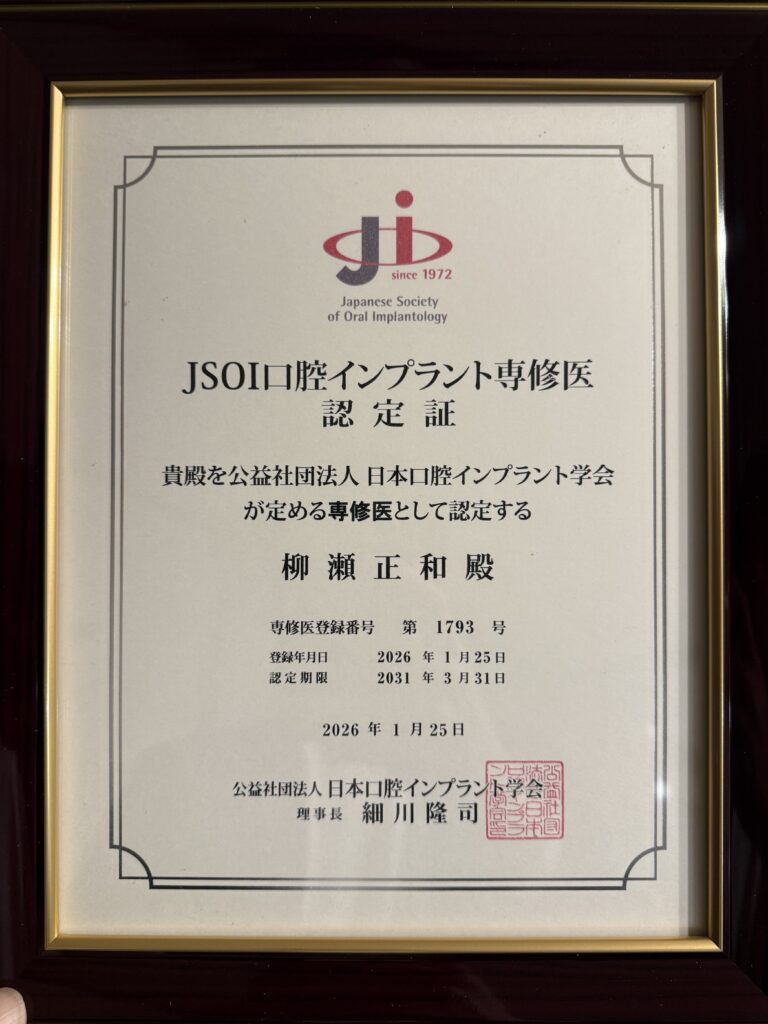 Ji
since 1972
Japanese Society
of Oral Implantology
JSOI口腔インプラント専修医
認定証
貴殿を公益社団法人 日本口腔インプラント学会
が定める専修医として認定する
柳瀬正和殿
専修医登録番号 第 1793 号
登録年月日 2026 年 1 月 25 日
認定期限 2031 年 3 月 31 日
2026 年 1 月 25 日
公益社団法人 日本口腔インプラント学会
理事長 細川隆司